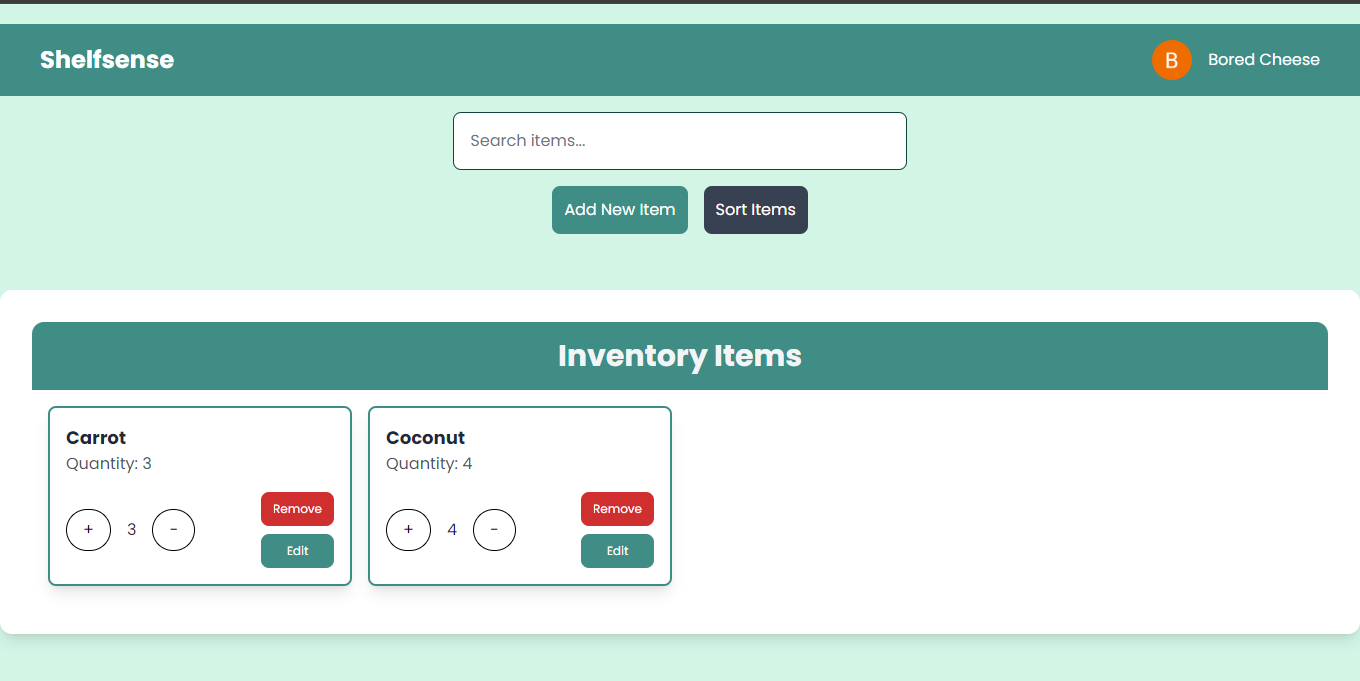 Shelfsense
B Bored Cheese
Search items...
Add New Item Sort Items
Inventory Items
Carrot
Quantity: 3
+ 3 -
Remove
Edit
Coconut
Quantity: 4
+ 4 -
Remove
Edit